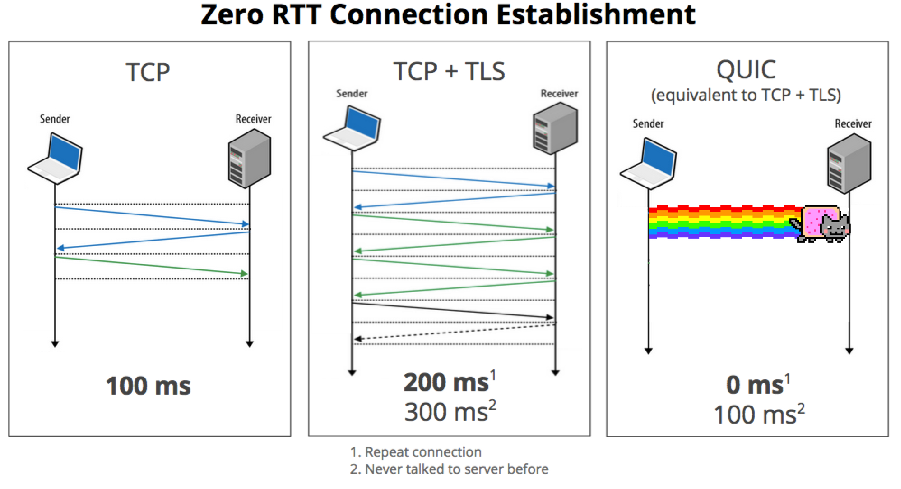 Zero RTT Connection Establishment
TCP
Sender
Receiver
100 ms
TCP + TLS
Sender
Receiver
200 ms¹
300 ms²
QUIC
(equivalent to TCP + TLS)
Sender
Receiver
0 ms¹
100 ms²
1. Repeat connection
2. Never talked to server before